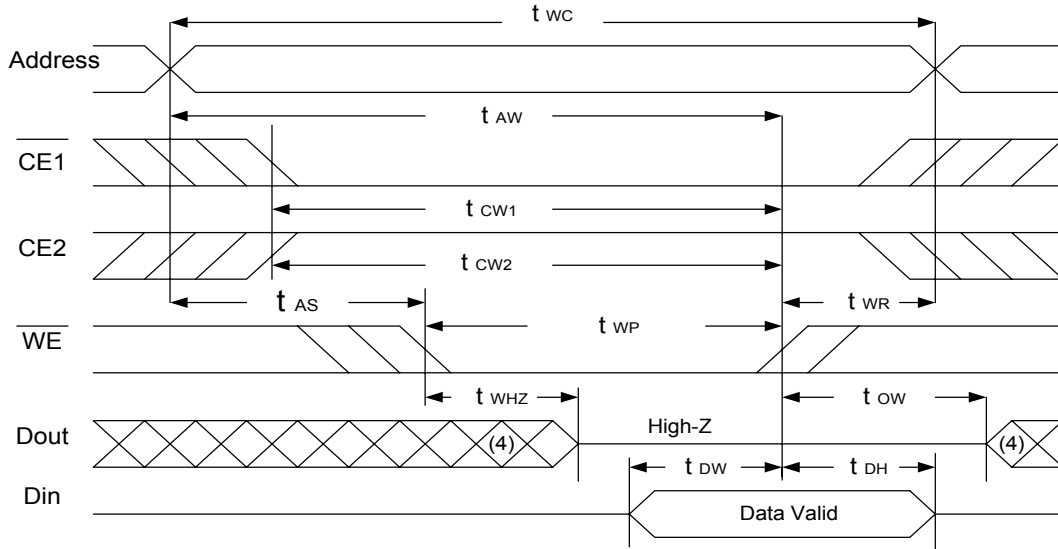 t WC
Address
t AW
CE1
t CW1
CE2
t CW2
t AS
t WR
WE
t WP
t WHZ
t OW
Dout
(4)
High-Z
(4)
t DW
t DH
Din
Data Valid